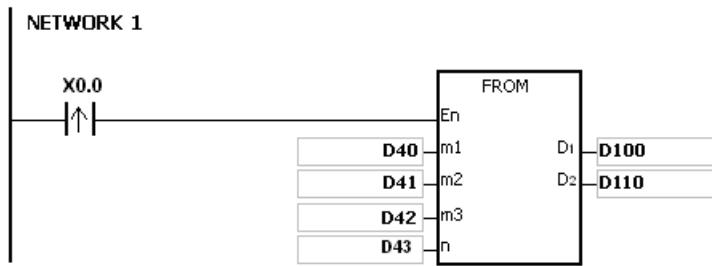 NETWORK 1
X0.0
FROM
En
D40 m1 D1 D100
D41 m2 D2 D110
D42 m3
D43 n